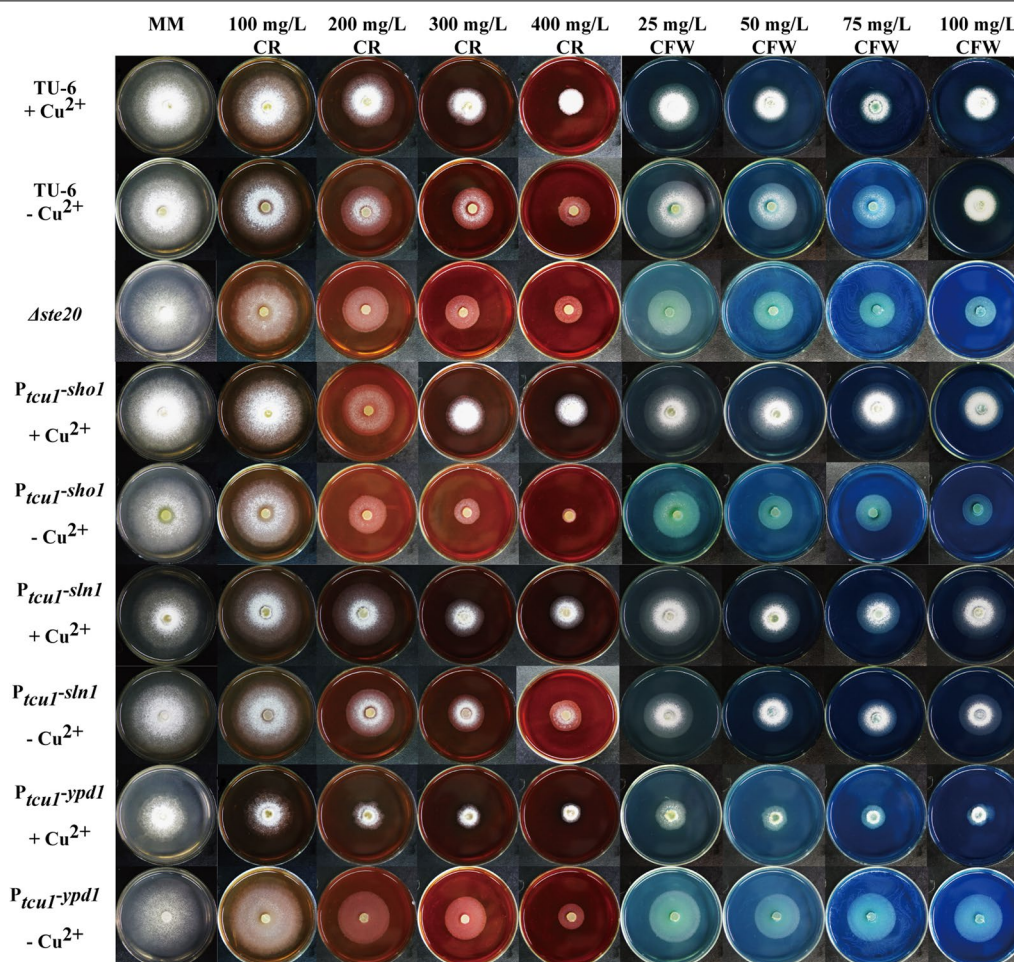 MM 100 mg/L 200 mg/L 300 mg/L 400 mg/L 25 mg/L 50 mg/L 75 mg/L 100 mg/L
CR CR CR CR CFW CFW CFW CFW
TU-6
+ Cu2+
TU-6
- Cu2+
Δste20
Ptcu1-sho1
+ Cu2+
Ptcu1-sho1
- Cu2+
Ptcu1-sln1
+ Cu2+
Ptcu1-sln1
- Cu2+
Ptcu1-ypd1
+ Cu2+
Ptcu1-ypd1
- Cu2+